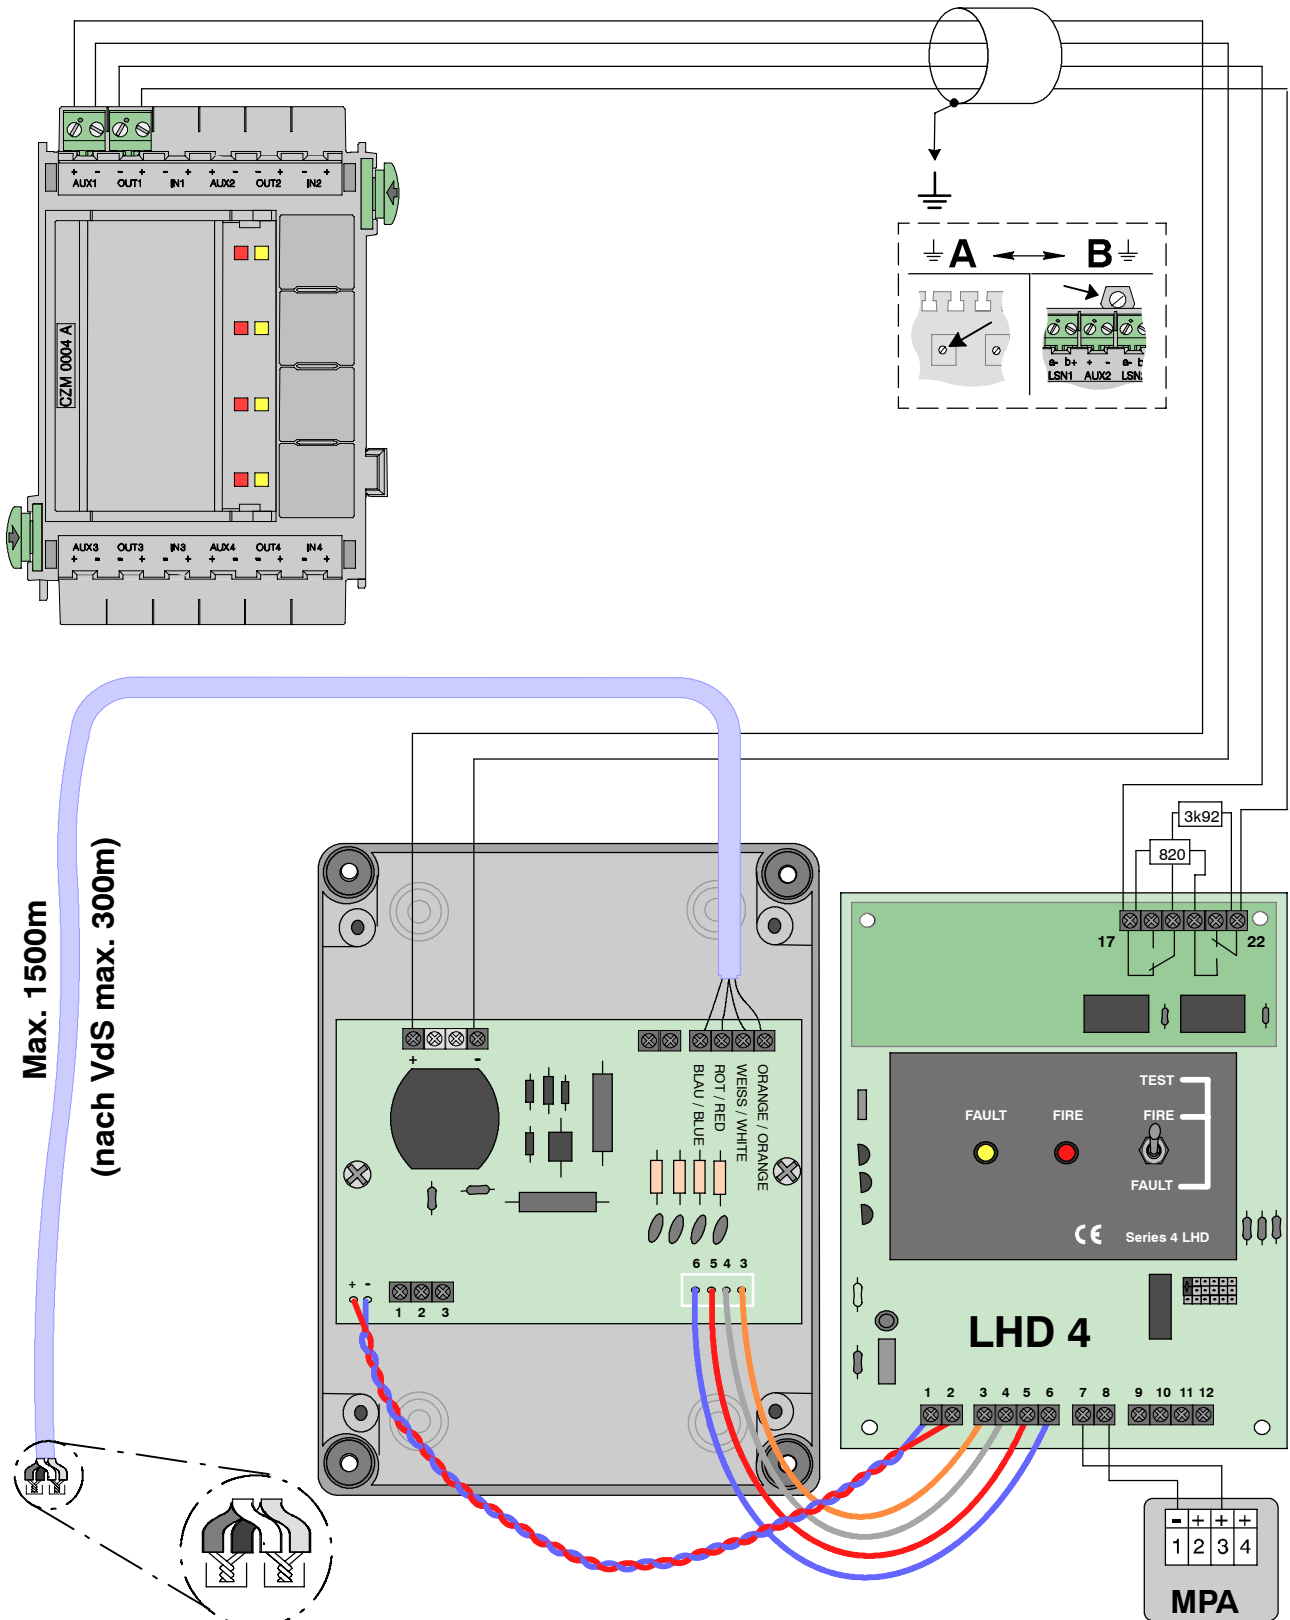 + - - + - + + - - + - +
AUX1 OUT1 IN1 AUX2 OUT2 IN2
CZM 0004 A
AUX3 OUT3 IN3 AUX4 OUT4 IN4
+ - - + - + + - - + - +
A B
a- b+ + - a- b
LSN1 AUX2 LSN
Max. 1500m
(nach VdS max. 300m)
3k92
820
17 22
+ -
BLAU / BLUE
ROT / RED
WEISS / WHITE
ORANGE / ORANGE
TEST
FAULT FIRE FIRE
FAULT
CE Series 4 LHD
6 5 4 3
+ -
1 2 3
LHD 4
1 2 3 4 5 6 7 8 9 10 11 12
- + + +
1 2 3 4
MPA